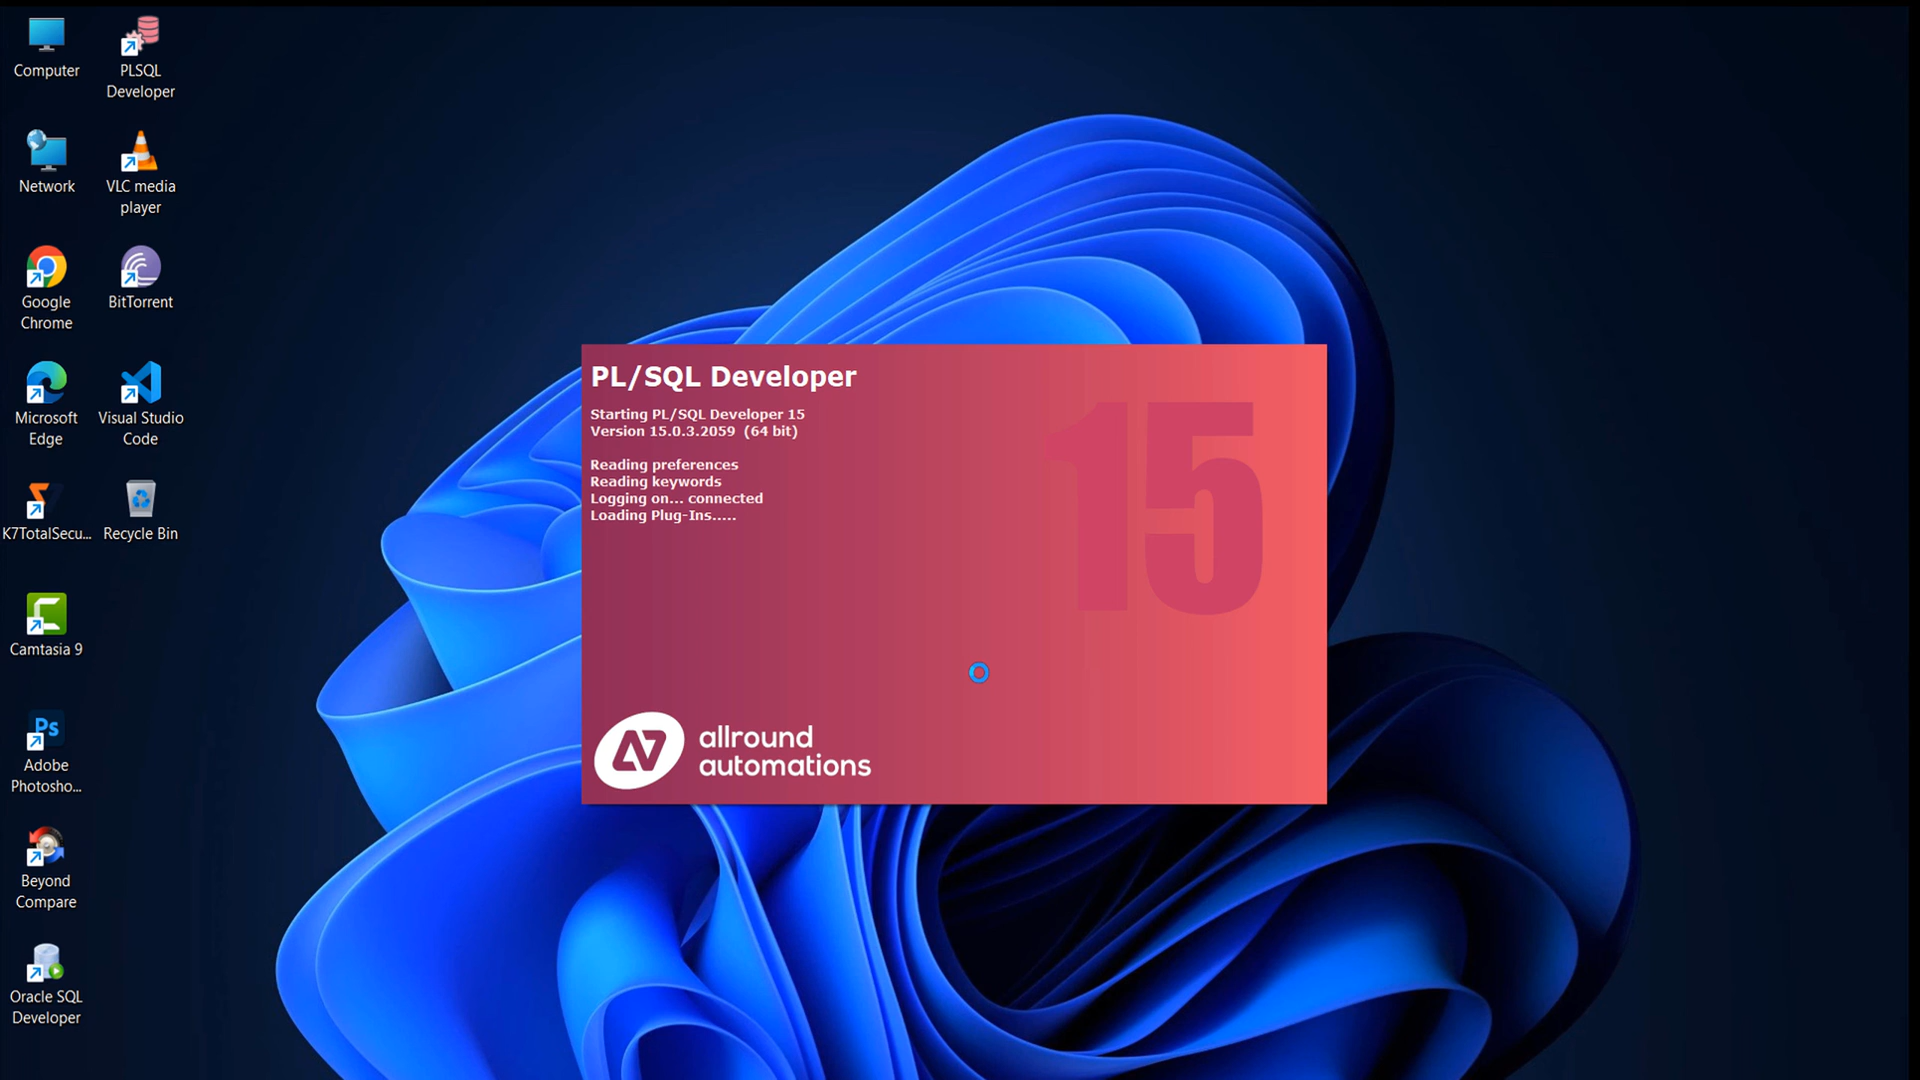 Computer
PLSQL
Developer
Network
VLC media
player
Google
Chrome
BitTorrent
Microsoft
Edge
Visual Studio
Code
K7TotalSecu...
Recycle Bin
Camtasia 9
Ps
Adobe
Photosho...
Beyond
Compare
Oracle SQL
Developer
PL/SQL Developer
Starting PL/SQL Developer 15
Version 15.0.3.2059 (64 bit)
Reading preferences
Reading keywords
Logging on... connected
Loading Plug-Ins.....
15
allround
automations